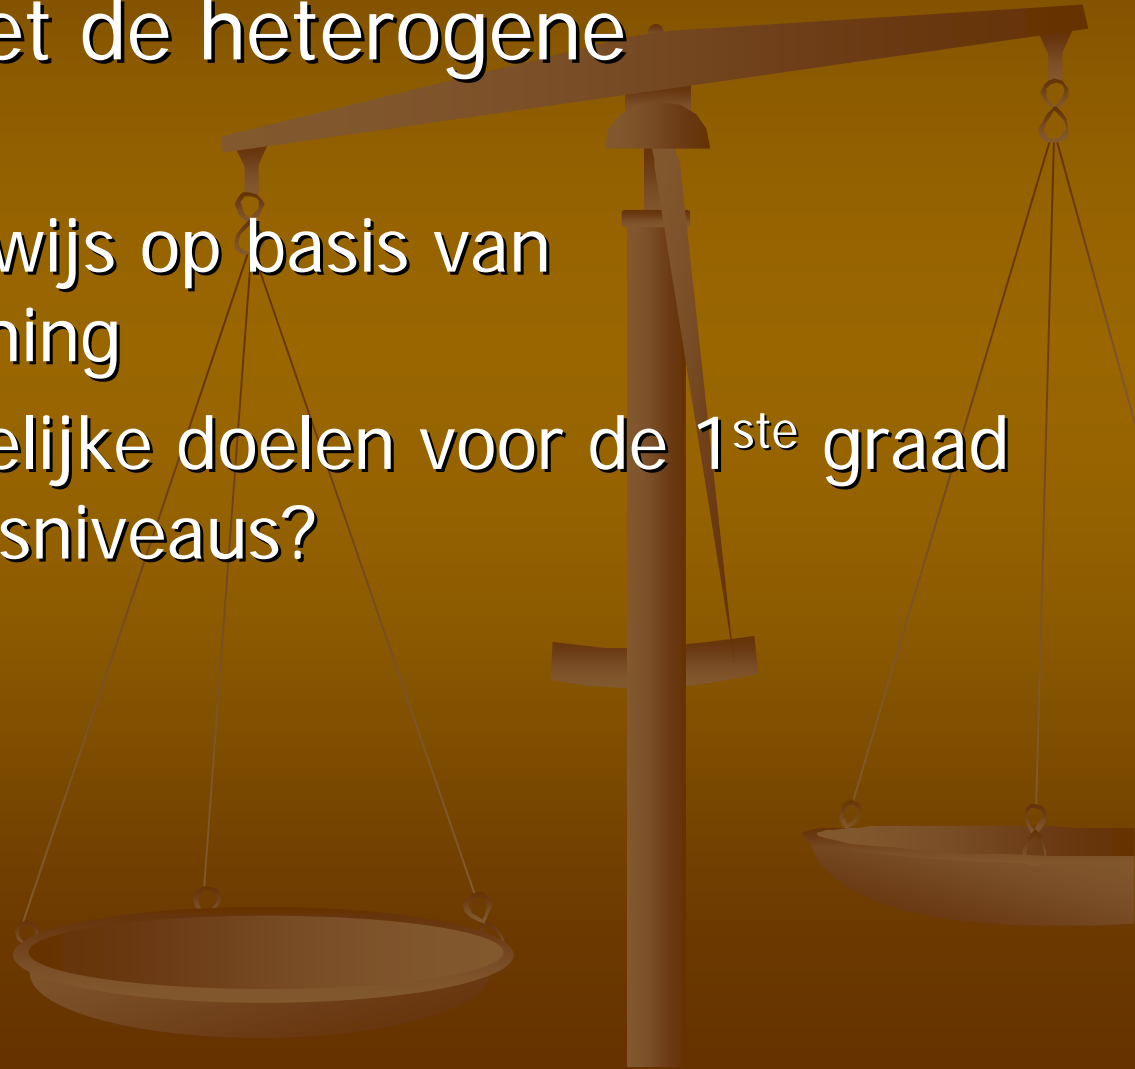 et de heterogene
wijs op basis van
ning
elijke doelen voor de 1ste graad
sniveaus?